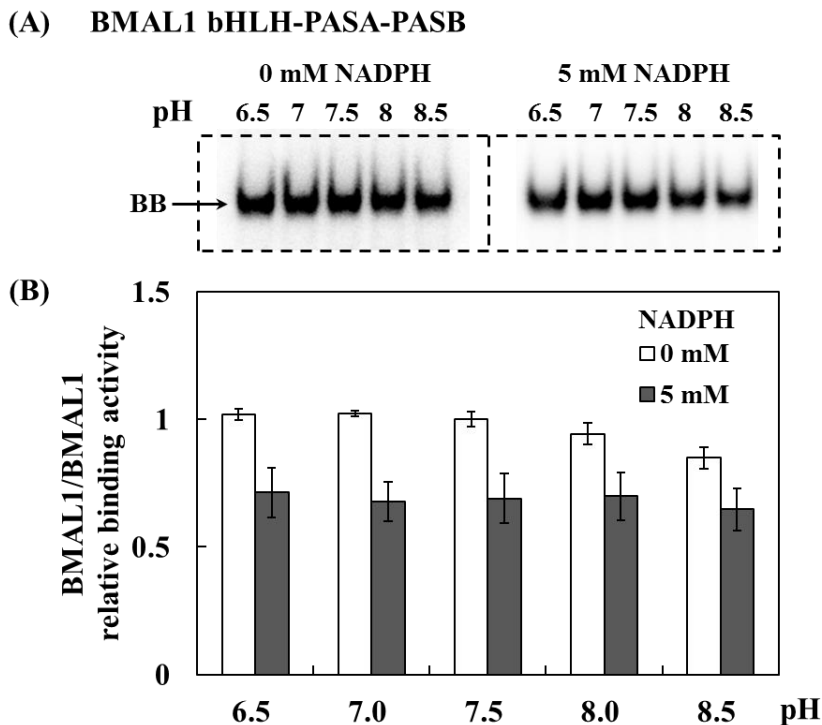 (A) BMAL1 bHLH-PASA-PASB
0 mM NADPH 5 mM NADPH
pH 6.5 7 7.5 8 8.5 6.5 7 7.5 8 8.5
BB
(B)
BMAL1/BMAL1
relative binding activity
1.5
1
0.5
0
NADPH
0 mM
5 mM
6.5 7.0 7.5 8.0 8.5 pH